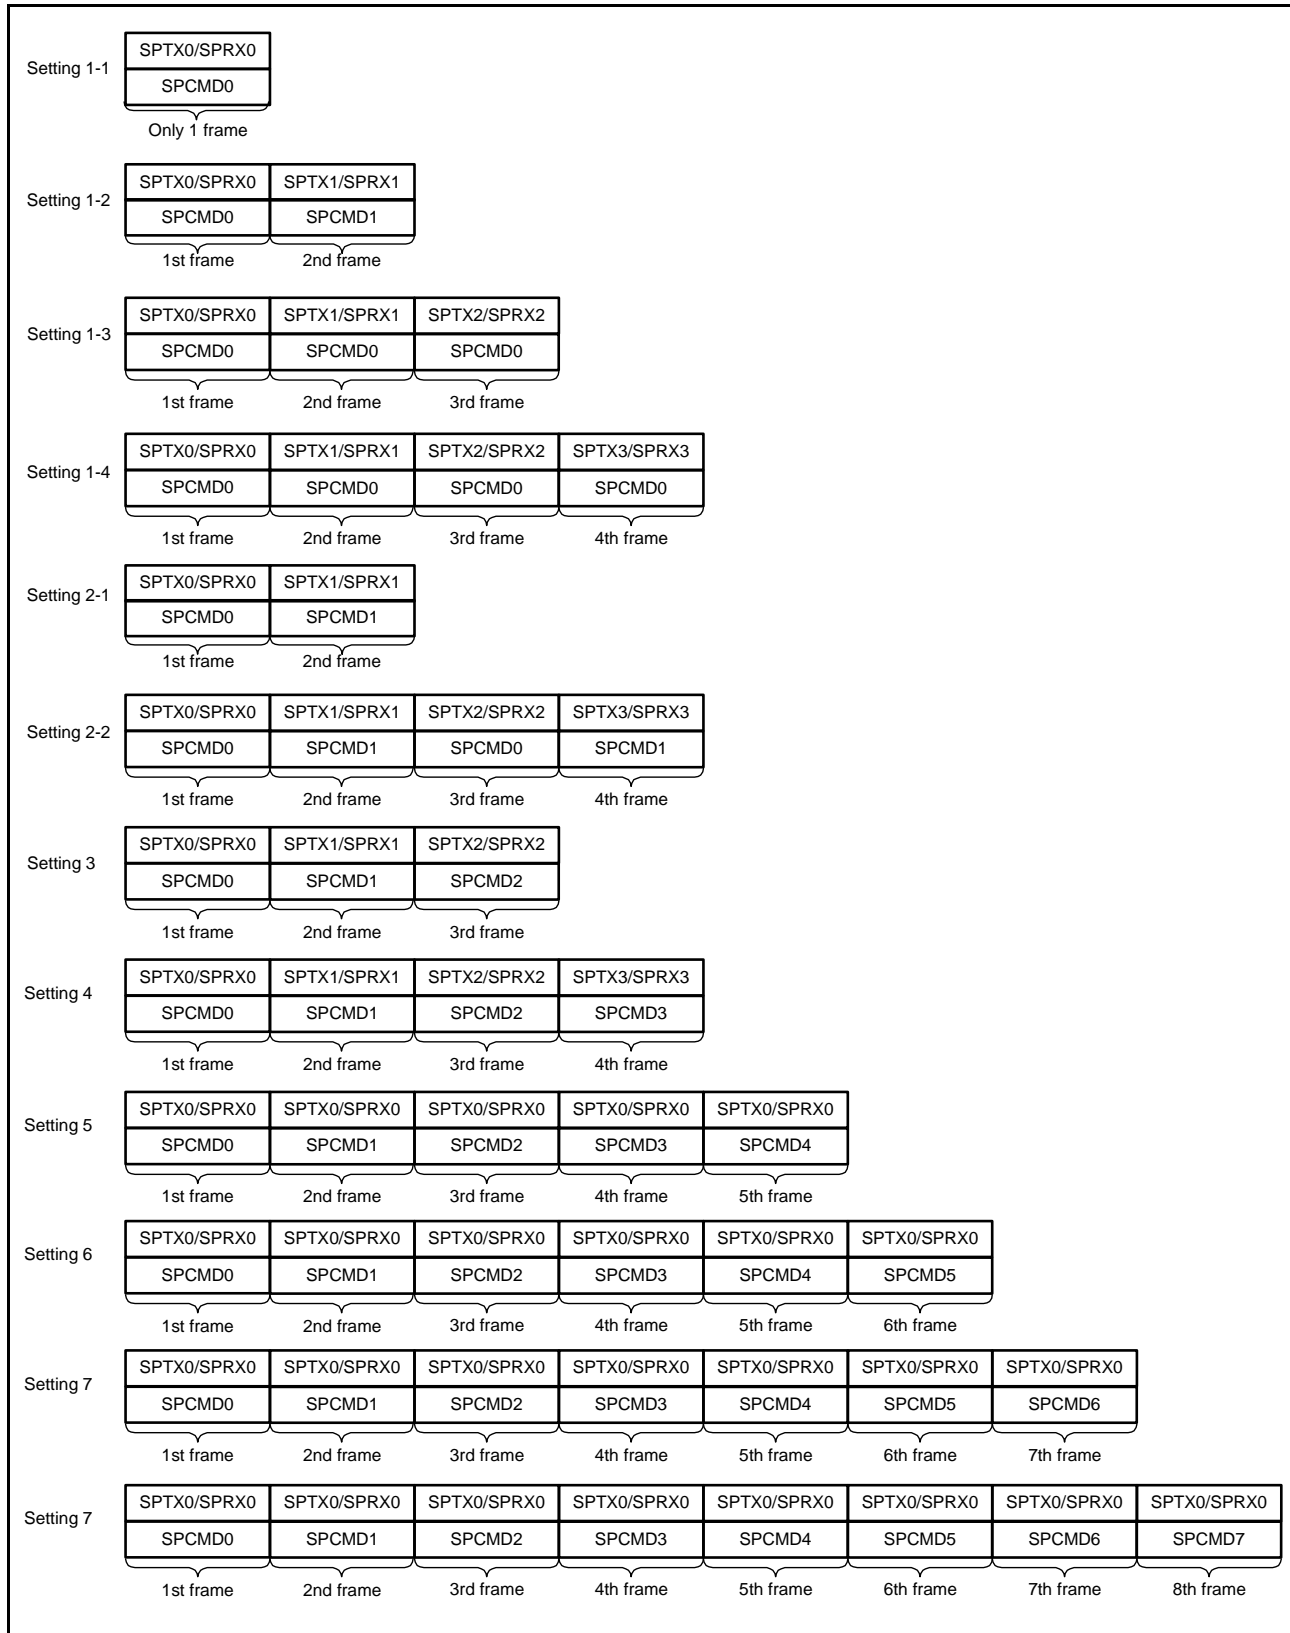 SPTX0/SPRX0
Setting 1-1
SPCMD0
Only 1 frame
SPTX0/SPRX0 SPTX1/SPRX1
Setting 1-2
SPCMD0 SPCMD1
1st frame 2nd frame
SPTX0/SPRX0 SPTX1/SPRX1 SPTX2/SPRX2
Setting 1-3
SPCMD0 SPCMD0 SPCMD0
1st frame 2nd frame 3rd frame
SPTX0/SPRX0 SPTX1/SPRX1 SPTX2/SPRX2 SPTX3/SPRX3
Setting 1-4
SPCMD0 SPCMD0 SPCMD0 SPCMD0
1st frame 2nd frame 3rd frame 4th frame
SPTX0/SPRX0 SPTX1/SPRX1
Setting 2-1
SPCMD0 SPCMD1
1st frame 2nd frame
SPTX0/SPRX0 SPTX1/SPRX1 SPTX2/SPRX2 SPTX3/SPRX3
Setting 2-2
SPCMD0 SPCMD1 SPCMD0 SPCMD1
1st frame 2nd frame 3rd frame 4th frame
SPTX0/SPRX0 SPTX1/SPRX1 SPTX2/SPRX2
Setting 3
SPCMD0 SPCMD1 SPCMD2
1st frame 2nd frame 3rd frame
SPTX0/SPRX0 SPTX1/SPRX1 SPTX2/SPRX2 SPTX3/SPRX3
Setting 4
SPCMD0 SPCMD1 SPCMD2 SPCMD3
1st frame 2nd frame 3rd frame 4th frame
SPTX0/SPRX0 SPTX0/SPRX0 SPTX0/SPRX0 SPTX0/SPRX0 SPTX0/SPRX0
Setting 5
SPCMD0 SPCMD1 SPCMD2 SPCMD3 SPCMD4
1st frame 2nd frame 3rd frame 4th frame 5th frame
SPTX0/SPRX0 SPTX0/SPRX0 SPTX0/SPRX0 SPTX0/SPRX0 SPTX0/SPRX0 SPTX0/SPRX0
Setting 6
SPCMD0 SPCMD1 SPCMD2 SPCMD3 SPCMD4 SPCMD5
1st frame 2nd frame 3rd frame 4th frame 5th frame 6th frame
SPTX0/SPRX0 SPTX0/SPRX0 SPTX0/SPRX0 SPTX0/SPRX0 SPTX0/SPRX0 SPTX0/SPRX0 SPTX0/SPRX0
Setting 7
SPCMD0 SPCMD1 SPCMD2 SPCMD3 SPCMD4 SPCMD5 SPCMD6
1st frame 2nd frame 3rd frame 4th frame 5th frame 6th frame 7th frame
SPTX0/SPRX0 SPTX0/SPRX0 SPTX0/SPRX0 SPTX0/SPRX0 SPTX0/SPRX0 SPTX0/SPRX0 SPTX0/SPRX0 SPTX0/SPRX0
Setting 7
SPCMD0 SPCMD1 SPCMD2 SPCMD3 SPCMD4 SPCMD5 SPCMD6 SPCMD7
1st frame 2nd frame 3rd frame 4th frame 5th frame 6th frame 7th frame 8th frame